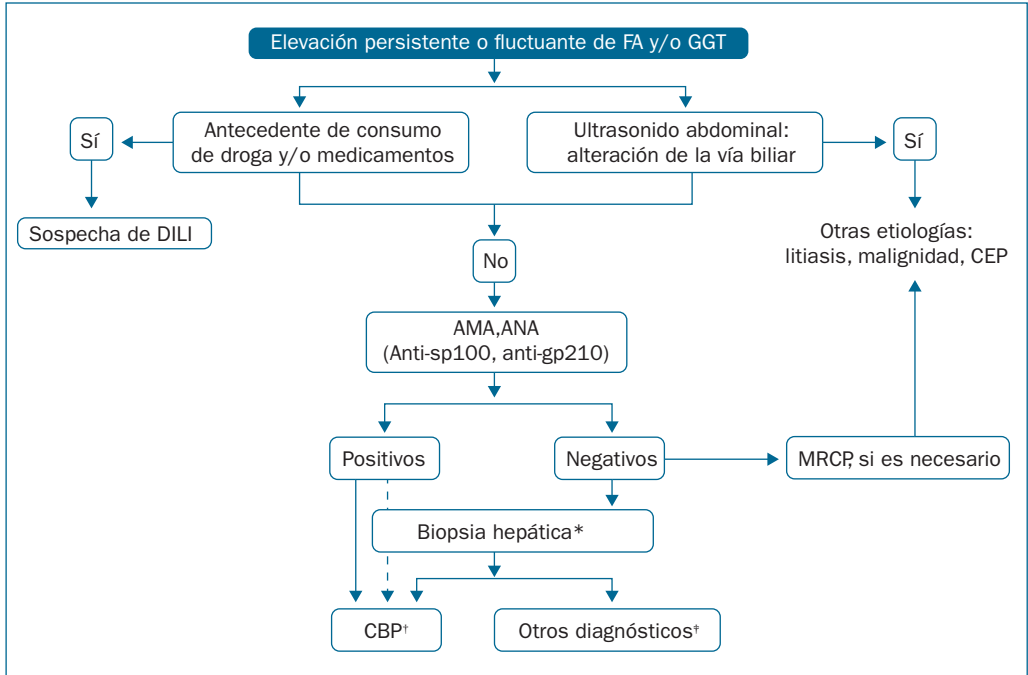 Elevación persistente o fluctuante de FA y/o GGT
Sí
Antecedente de consumo
de droga y/o medicamentos
Ultrasonido abdominal:
alteración de la vía biliar
Sí
Sospecha de DILI
Otras etiologías:
litiasis, malignidad, CEP
No
AMA,ANA
(Anti-sp100, anti-gp210)
Positivos
Negativos
MRCP, si es necesario
Biopsia hepática*
CBP†
Otros diagnósticos‡